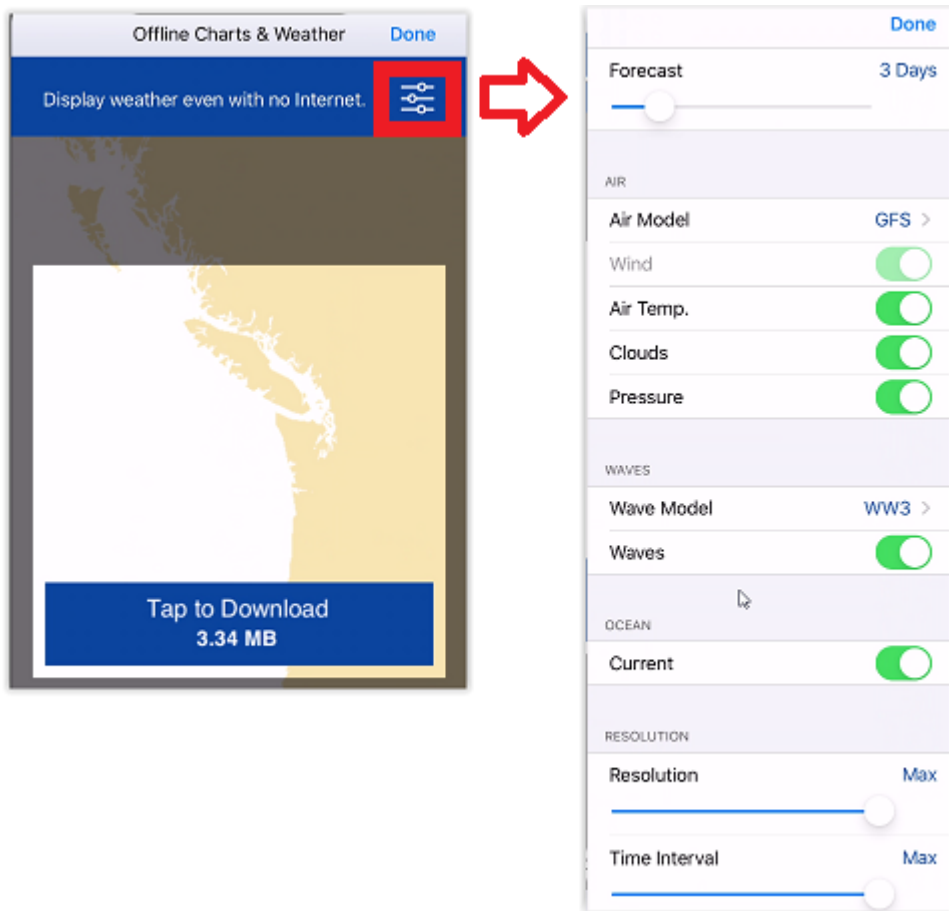 Offline Charts & Weather Done
Display weather even with no Internet.
Tap to Download
3.34 MB
Done
Forecast 3 Days
AIR
Air Model GFS >
Wind
Air Temp.
Clouds
Pressure
WAVES
Wave Model WW3 >
Waves
OCEAN
Current
RESOLUTION
Resolution Max
Time Interval Max